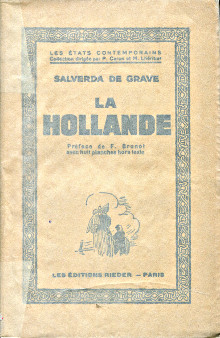 LES ÉTATS CONTEMPORAINS
Collection dirigée par P. Caron et M. Lhéritier
SALVERDA DE GRAVE
LA
HOLLANDE
Préface de F. Brunot
avec huit planches hors texte
LES ÉDITIONS RIEDER — PARIS